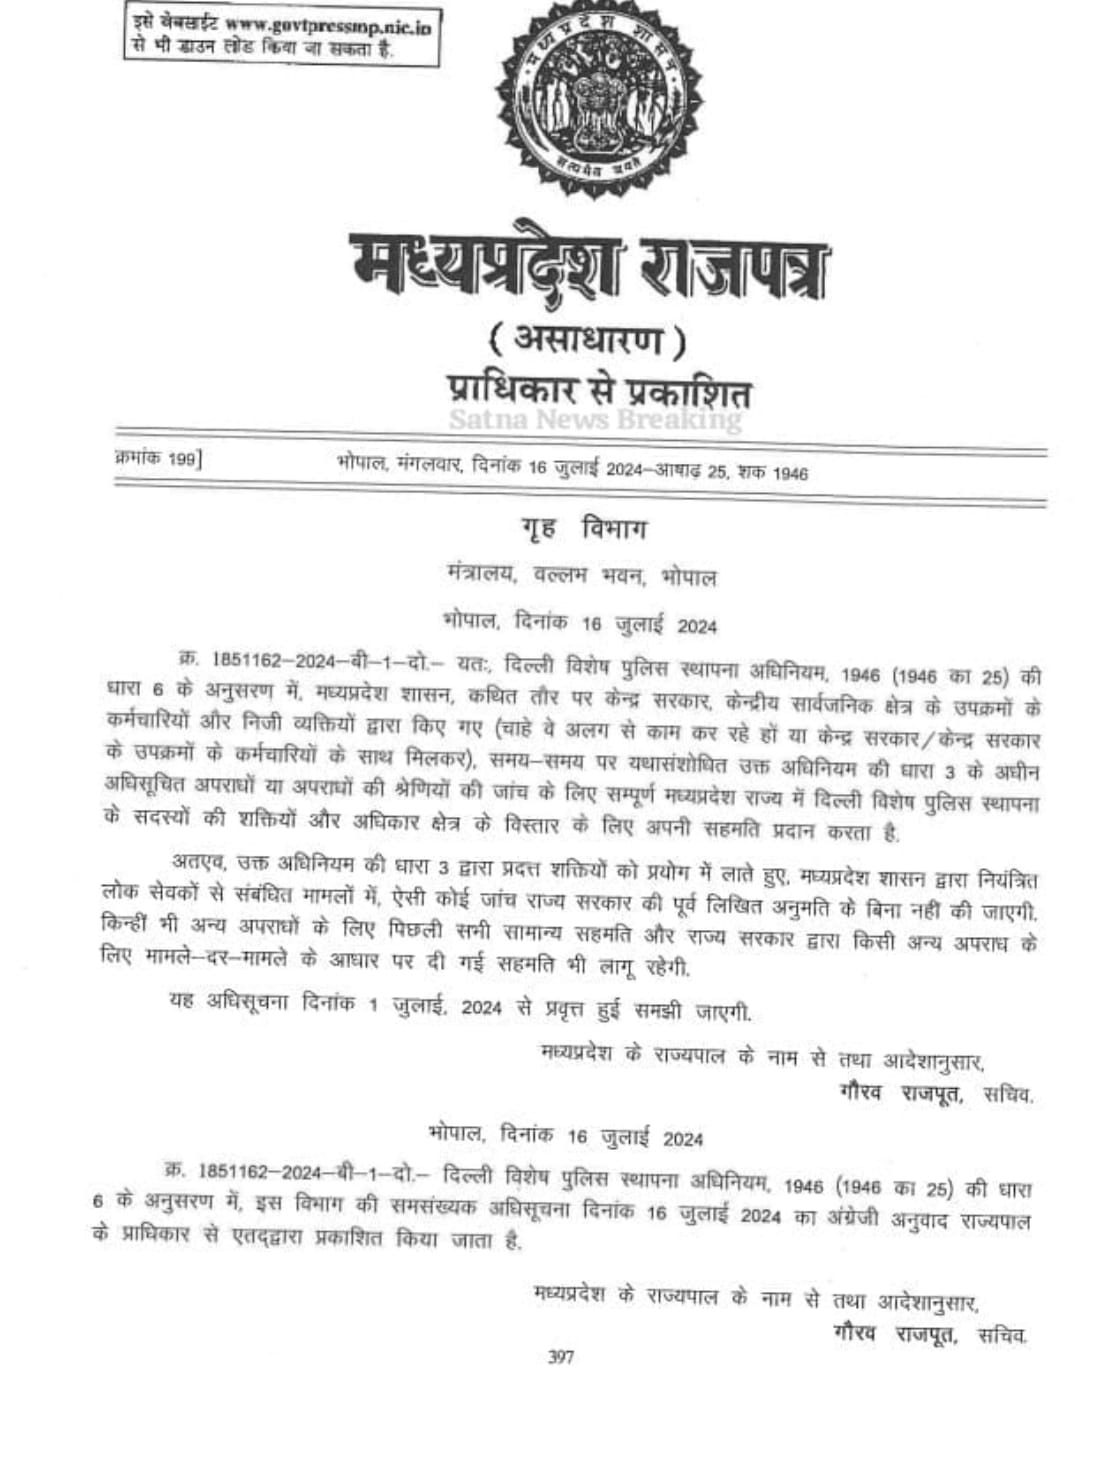 इसे वेबसाईट www.govtpressmp.nic.in
से भी डाउन लोड किया जा सकता है.
मध्यप्रदेश शासन
सत्यमेव जयते
मध्यप्रदेश राजपत्र
( असाधारण )
प्राधिकार से प्रकाशित
Satna News Breaking
क्रमांक 199]
भोपाल, मंगलवार, दिनांक 16 जुलाई 2024—आषाढ़ 25, शक 1946
गृह विभाग
मंत्रालय, वल्लभ भवन, भोपाल
भोपाल, दिनांक 16 जुलाई 2024
क्र. 1851162—2024—बी—1—दो.— यतः, दिल्ली विशेष पुलिस स्थापना अधिनियम, 1946 (1946 का 25) की
धारा 6 के अनुसरण में, मध्यप्रदेश शासन, कथित तौर पर केन्द्र सरकार, केन्द्रीय सार्वजनिक क्षेत्र के उपक्रमों के
कर्मचारियों और निजी व्यक्तियों द्वारा किए गए (चाहे वे अलग से काम कर रहे हों या केन्द्र सरकार/केन्द्र सरकार
के उपक्रमों के कर्मचारियों के साथ मिलकर), समय—समय पर यथासंशोधित उक्त अधिनियम की धारा 3 के अधीन
अधिसूचित अपराधों या अपराधों की श्रेणियों की जांच के लिए सम्पूर्ण मध्यप्रदेश राज्य में दिल्ली विशेष पुलिस स्थापना
के सदस्यों की शक्तियों और अधिकार क्षेत्र के विस्तार के लिए अपनी सहमति प्रदान करता है.
अतएव, उक्त अधिनियम की धारा 3 द्वारा प्रदत्त शक्तियों को प्रयोग में लाते हुए, मध्यप्रदेश शासन द्वारा नियंत्रित
लोक सेवकों से संबंधित मामलों में, ऐसी कोई जांच राज्य सरकार की पूर्व लिखित अनुमति के बिना नहीं की जाएगी.
किन्हीं भी अन्य अपराधों के लिए पिछली सभी सामान्य सहमति और राज्य सरकार द्वारा किसी अन्य अपराध के
लिए मामले—दर—मामले के आधार पर दी गई सहमति भी लागू रहेगी.
यह अधिसूचना दिनांक 1 जुलाई, 2024 से प्रवृत्त हुई समझी जाएगी.
मध्यप्रदेश के राज्यपाल के नाम से तथा आदेशानुसार,
गौरव राजपूत, सचिव.
भोपाल, दिनांक 16 जुलाई 2024
क्र. 1851162—2024—बी—1—दो.— दिल्ली विशेष पुलिस स्थापना अधिनियम, 1946 (1946 का 25) की धारा
6 के अनुसरण में, इस विभाग की समसंख्यक अधिसूचना दिनांक 16 जुलाई 2024 का अंग्रेजी अनुवाद राज्यपाल
के प्राधिकार से एतद्द्वारा प्रकाशित किया जाता है.
मध्यप्रदेश के राज्यपाल के नाम से तथा आदेशानुसार,
गौरव राजपूत, सचिव.
397